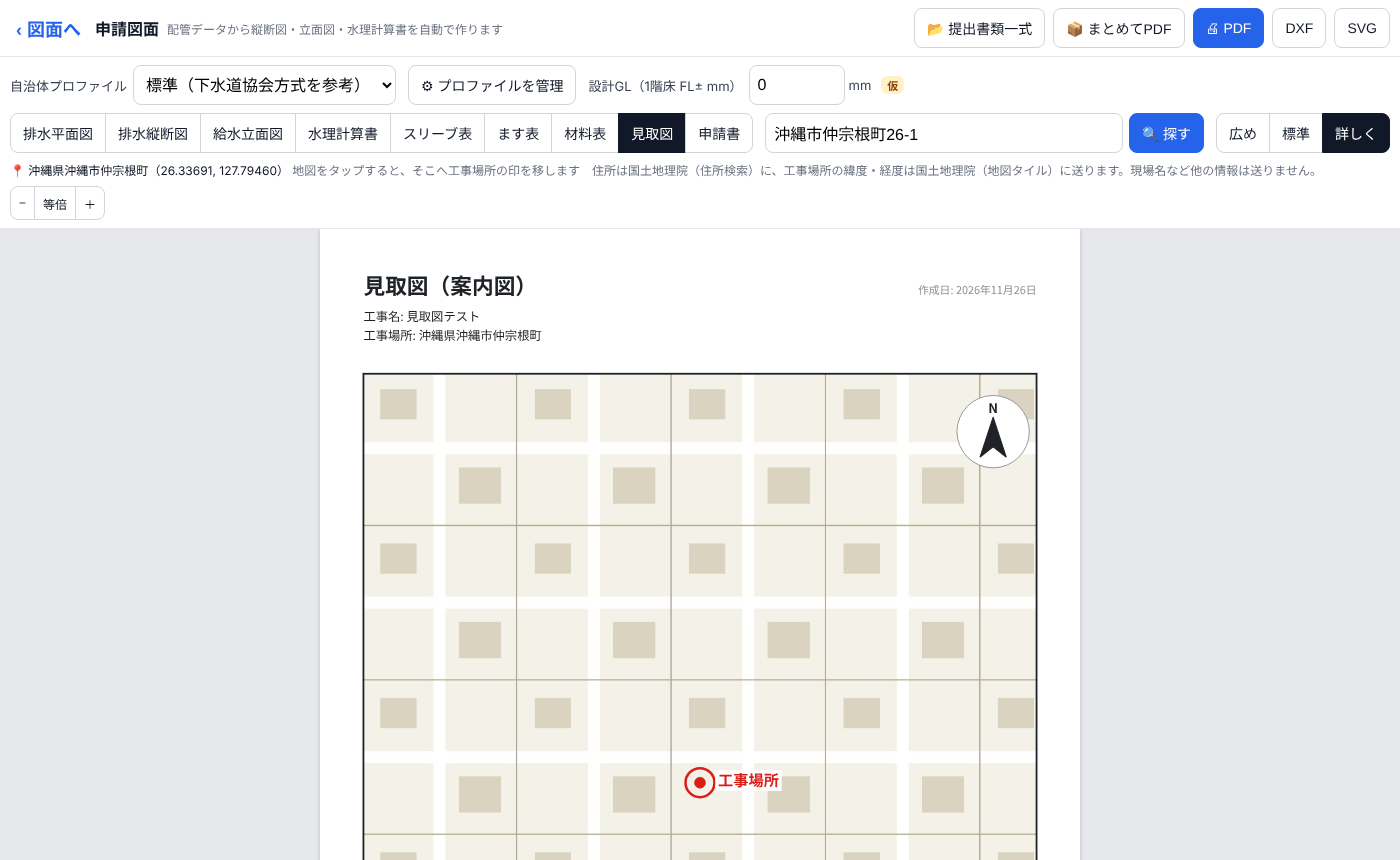 ‹ 図面へ 申請図面 配管データから縦断図・立面図・水理計算書を自動で作ります 📂 提出書類一式 📦 まとめてPDF 🖨 PDF DXF SVG
自治体プロファイル 標準（下水道協会方式を参考） ⚙ プロファイルを管理 設計GL（1階床 FL± mm） 0 mm 仮
排水平面図 排水縦断図 給水立面図 水理計算書 スリーブ表 ます表 材料表 見取図 申請書 沖縄市仲宗根町26-1 🔍 探す 広め 標準 詳しく
📍 沖縄県沖縄市仲宗根町（26.33691, 127.79460） 地図をタップすると、そこへ工事場所の印を移します　住所は国土地理院（住所検索）に、工事場所の緯度・経度は国土地理院（地図タイル）に送ります。現場名など他の情報は送りません。
－ 等倍 ＋
見取図（案内図）
作成日: 2026年11月26日
工事名: 見取図テスト
工事場所: 沖縄県沖縄市仲宗根町
N
工事場所